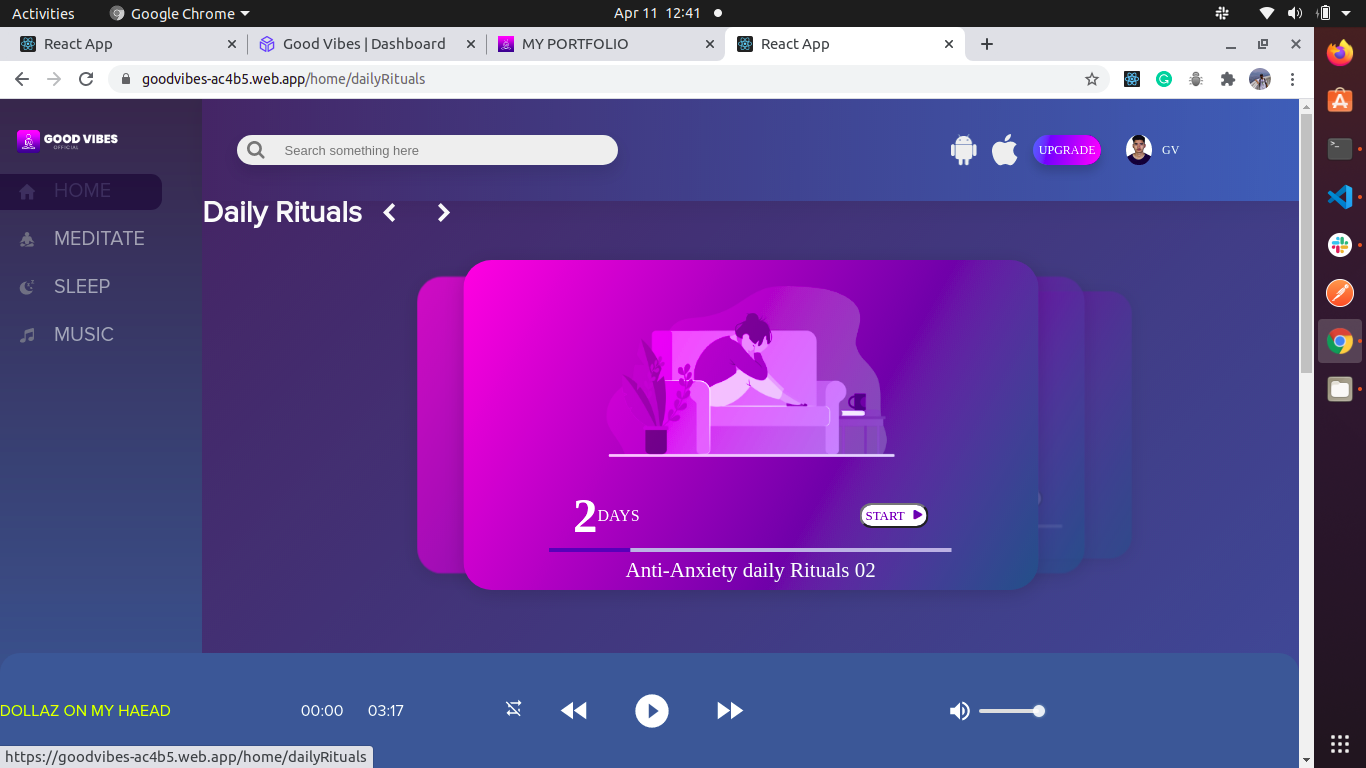 Activities
Google Chrome
Apr 11 12:41
React App
Good Vibes | Dashboard
MY PORTFOLIO
React App
goodvibes-ac4b5.web.app/home/dailyRituals
GOOD VIBES
OFFICIAL
Search something here
UPGRADE
GV
HOME
MEDITATE
SLEEP
MUSIC
Daily Rituals
2 DAYS
START
Anti-Anxiety daily Rituals 02
DOLLAZ ON MY HAEAD
00:00
03:17
https://goodvibes-ac4b5.web.app/home/dailyRituals